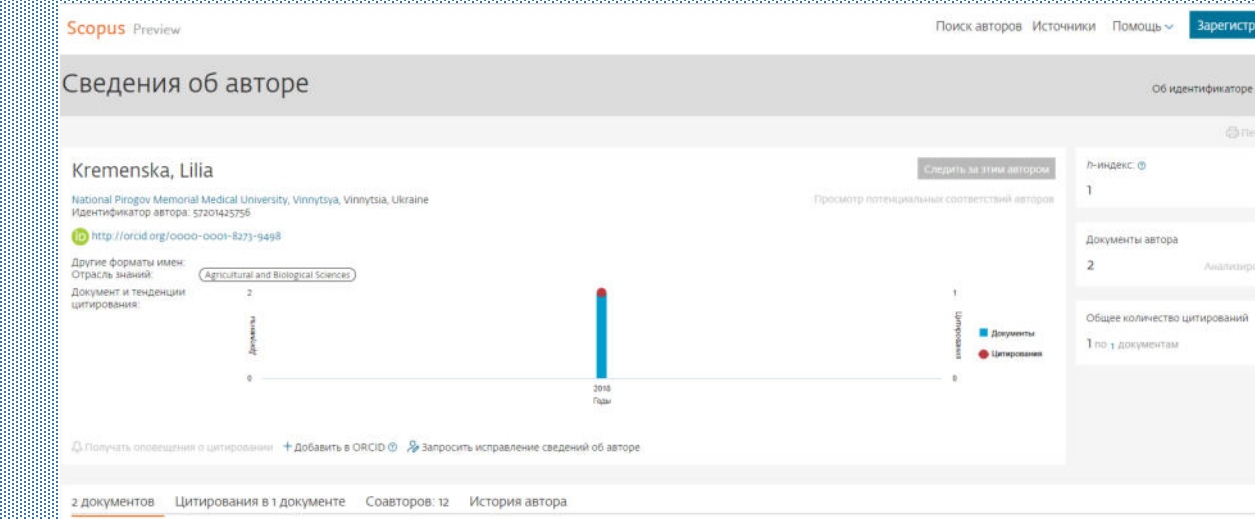 Scopus Preview
Поиск авторов Источники Помощь
Сведения об авторе
Об идентификаторе
Kremenska, Lilia
Следить за этим автором
National Pirogov Memorial Medical University, Vinnytsya, Vinnytsia, Ukraine
Просмотр потенциальных соответствий авторов
Идентификатор автора: 57201425756
iD http://orcid.org/0000-0001-8273-9498
Другие форматы имен:
Отрасль знаний: Agricultural and Biological Sciences
Документ и тенденции
цитирования:
2
Документы
0
2018
Годы
1
Цитирования
0
Документы
Цитирования
h-индекс:
1
Документы автора
2
Общее количество цитирований
1 по 1 документам
Получать оповещения о цитировании + Добавить в ORCID Запросить исправление сведений об авторе
2 документов Цитирования в 1 документе Соавторов: 12 История автора